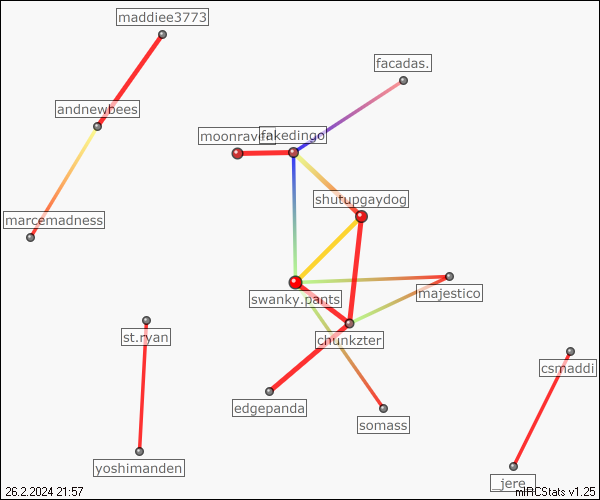 maddiee3773
facadas.
andnewbees
fakedingo
shutupgaydog
marcemadness
swanky.pants
majestico
st.ryan
chunkzter
csmaddi
edgepanda
somass
yoshimanden
_jere_
26.2.2024 21:57
mIRCStats v1.25